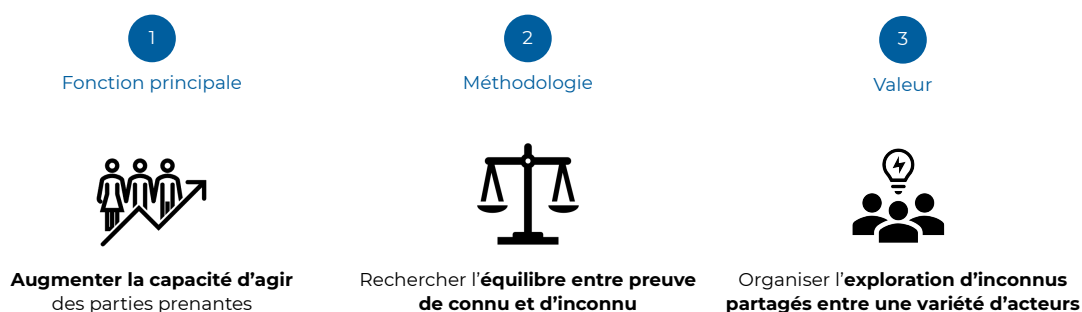 1
Fonction principale
Augmenter la capacité d’agir
des parties prenantes
2
Méthodologie
Rechercher l’équilibre entre preuve
de connu et d’inconnu
3
Valeur
Organiser l’exploration d’inconnus
partagés entre une variété d’acteurs